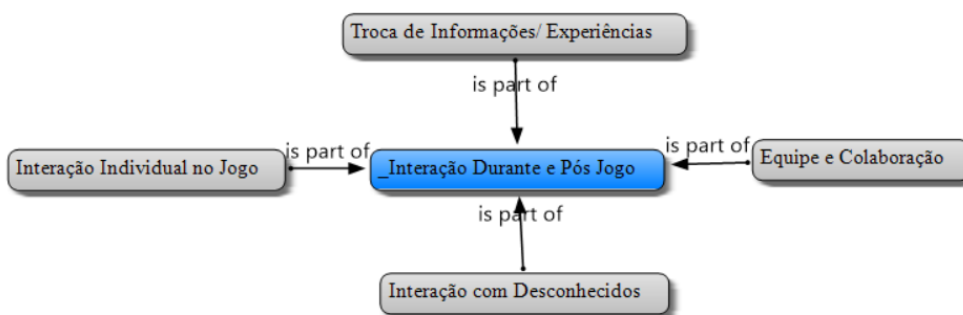 Troca de Informações/ Experiências
is part of
Interação Individual no Jogo
is part of
_Interação Durante e Pós Jogo
is part of
Equipe e Colaboração
is part of
Interação com Desconhecidos